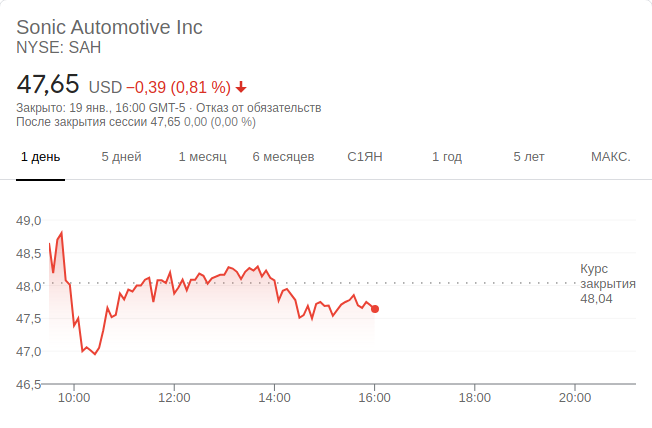 Sonic Automotive Inc
NYSE: SAH
47,65 USD −0,39 (0,81 %)
Закрыто: 19 янв., 16:00 GMT-5 · Отказ от обязательств
После закрытия сессии 47,65 0,00 (0,00 %)
1 день 5 дней 1 месяц 6 месяцев С1ЯН 1 год 5 лет МАКС.
49,0
48,5
48,0
47,5
47,0
46,5
Курс
закрытия
48,04
10:00 12:00 14:00 16:00 18:00 20:00